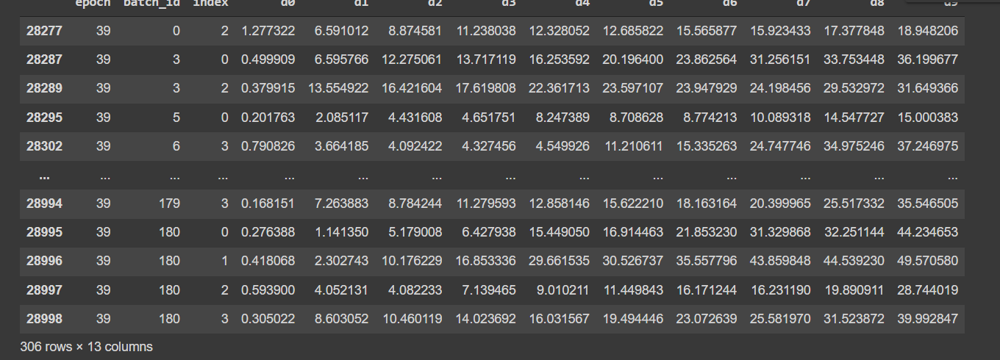 epoch batch_id index d0 d1 d2 d3 d4 d5 d6 d7 d8 d9
28277 39 0 2 1.277322 6.591012 8.874581 11.238038 12.328052 12.685822 15.565877 15.923433 17.377848 18.948206
28287 39 3 0 0.499909 6.595766 12.275061 13.717119 16.253592 20.196400 23.862564 31.256151 33.753448 36.199677
28289 39 3 2 0.379915 13.554922 16.421604 17.619808 22.361713 23.597107 23.947929 24.198456 29.532972 31.649366
28295 39 5 0 0.201763 2.085117 4.431608 4.651751 8.247389 8.708628 8.774213 10.089318 14.547727 15.000383
28302 39 6 3 0.790826 3.664185 4.092422 4.327456 4.549926 11.210611 15.335263 24.747746 34.975246 37.246975
... ... ... ... ... ... ... ... ... ... ... ... ... ...
28994 39 179 3 0.168151 7.263883 8.784244 11.279593 12.858146 15.622210 18.163164 20.399965 25.517332 35.546505
28995 39 180 0 0.276388 1.141350 5.179008 6.427938 15.449050 16.914463 21.853230 31.329868 32.251144 44.234653
28996 39 180 1 0.418068 2.302743 10.176229 16.853336 29.661535 30.526737 35.557796 43.859848 44.539230 49.570580
28997 39 180 2 0.593900 4.052131 4.082233 7.139465 9.010211 11.449843 16.171244 16.231190 19.890911 28.744019
28998 39 180 3 0.305022 8.603052 10.460119 14.023692 16.031567 19.494446 23.072639 25.581970 31.523872 39.992847
306 rows × 13 columns